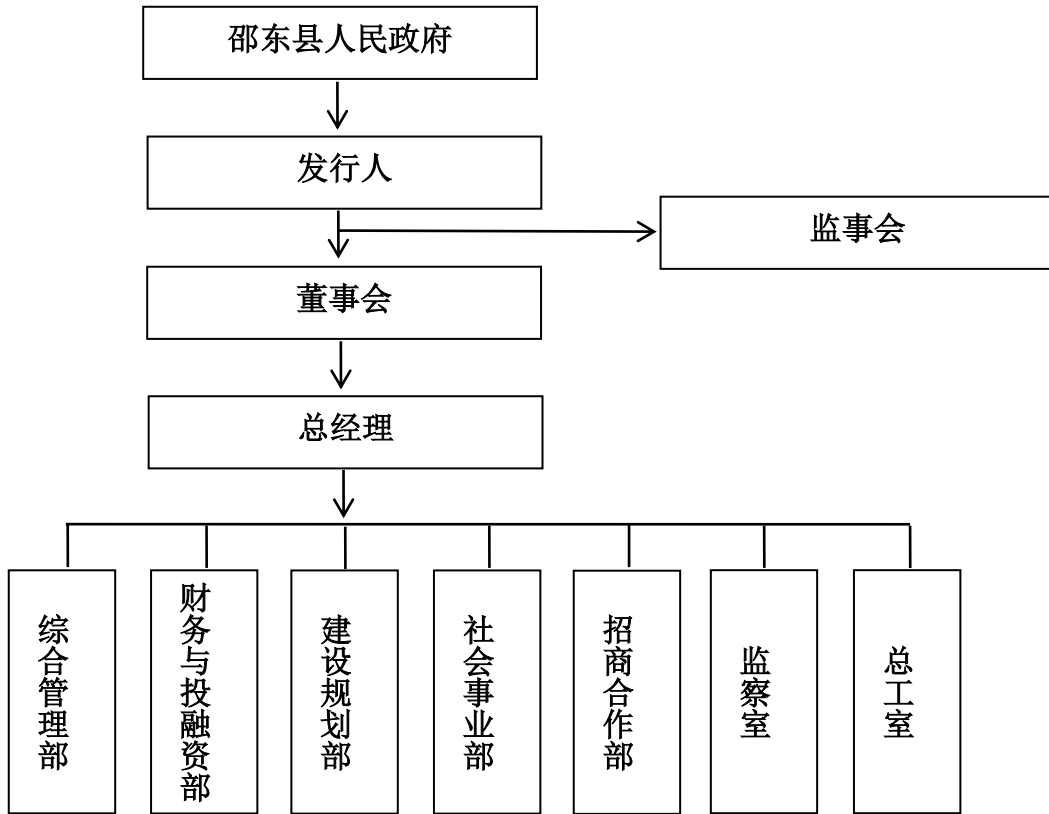 邵东县人民政府
发行人
监事会
董事会
总经理
综合管理部
财务与投融资部
建设规划部
社会事业部
招商合作部
监察室
总工室